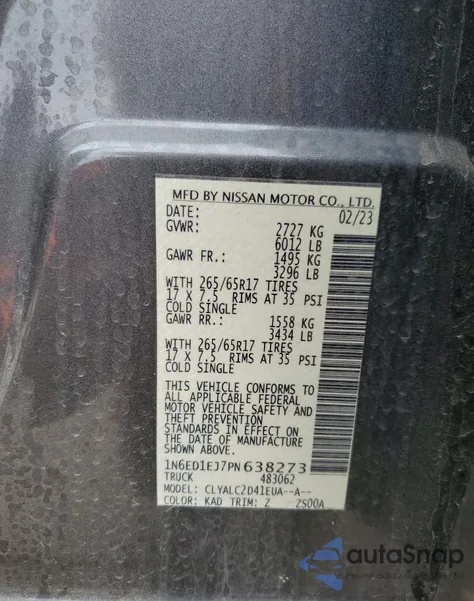 MFD BY NISSAN MOTOR CO., LTD.
DATE: 02/23
GVWR: 2727 KG
6012 LB
GAWR FR.: 1495 KG
3296 LB
WITH 265/65R17 TIRES
17 X 7.5 RIMS AT 35 PSI
COLD SINGLE
GAWR RR.: 1558 KG
3434 LB
WITH 265/65R17 TIRES
17 X 7.5 RIMS AT 35 PSI
COLD SINGLE
THIS VEHICLE CONFORMS TO
ALL APPLICABLE FEDERAL
MOTOR VEHICLE SAFETY AND
THEFT PREVENTION
STANDARDS IN EFFECT ON
THE DATE OF MANUFACTURE
SHOWN ABOVE.
1N6ED1EJ7PN638273
TRUCK 483062
MODEL: CLYALC2D41EUA--A--
COLOR: KAD TRIM: Z 2S00A
autoSnap